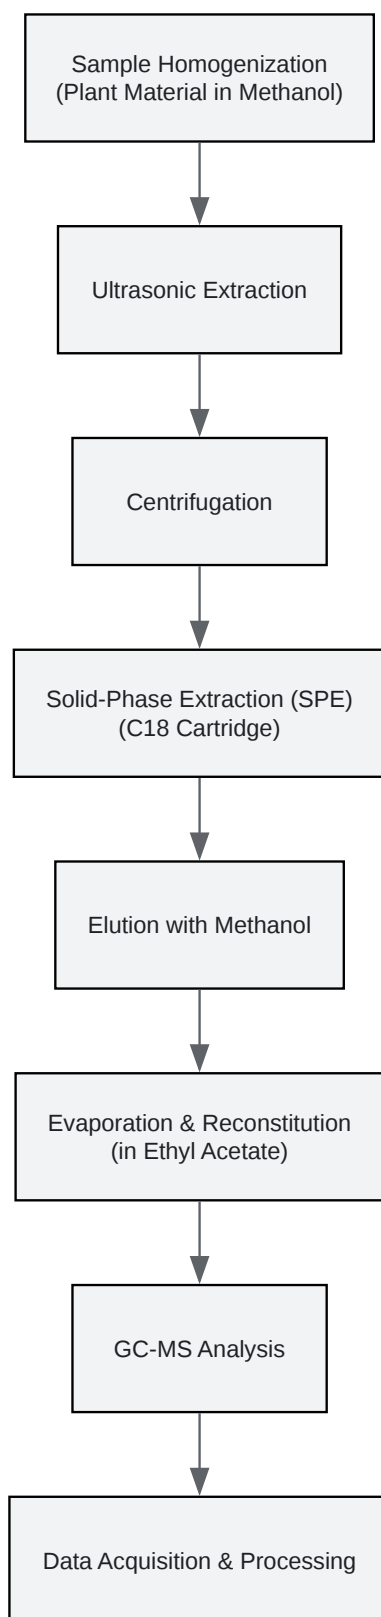 Sample Homogenization
(Plant Material in Methanol)
Ultrasonic Extraction
Centrifugation
Solid-Phase Extraction (SPE)
(C18 Cartridge)
Elution with Methanol
Evaporation & Reconstitution
(in Ethyl Acetate)
GC-MS Analysis
Data Acquisition & Processing